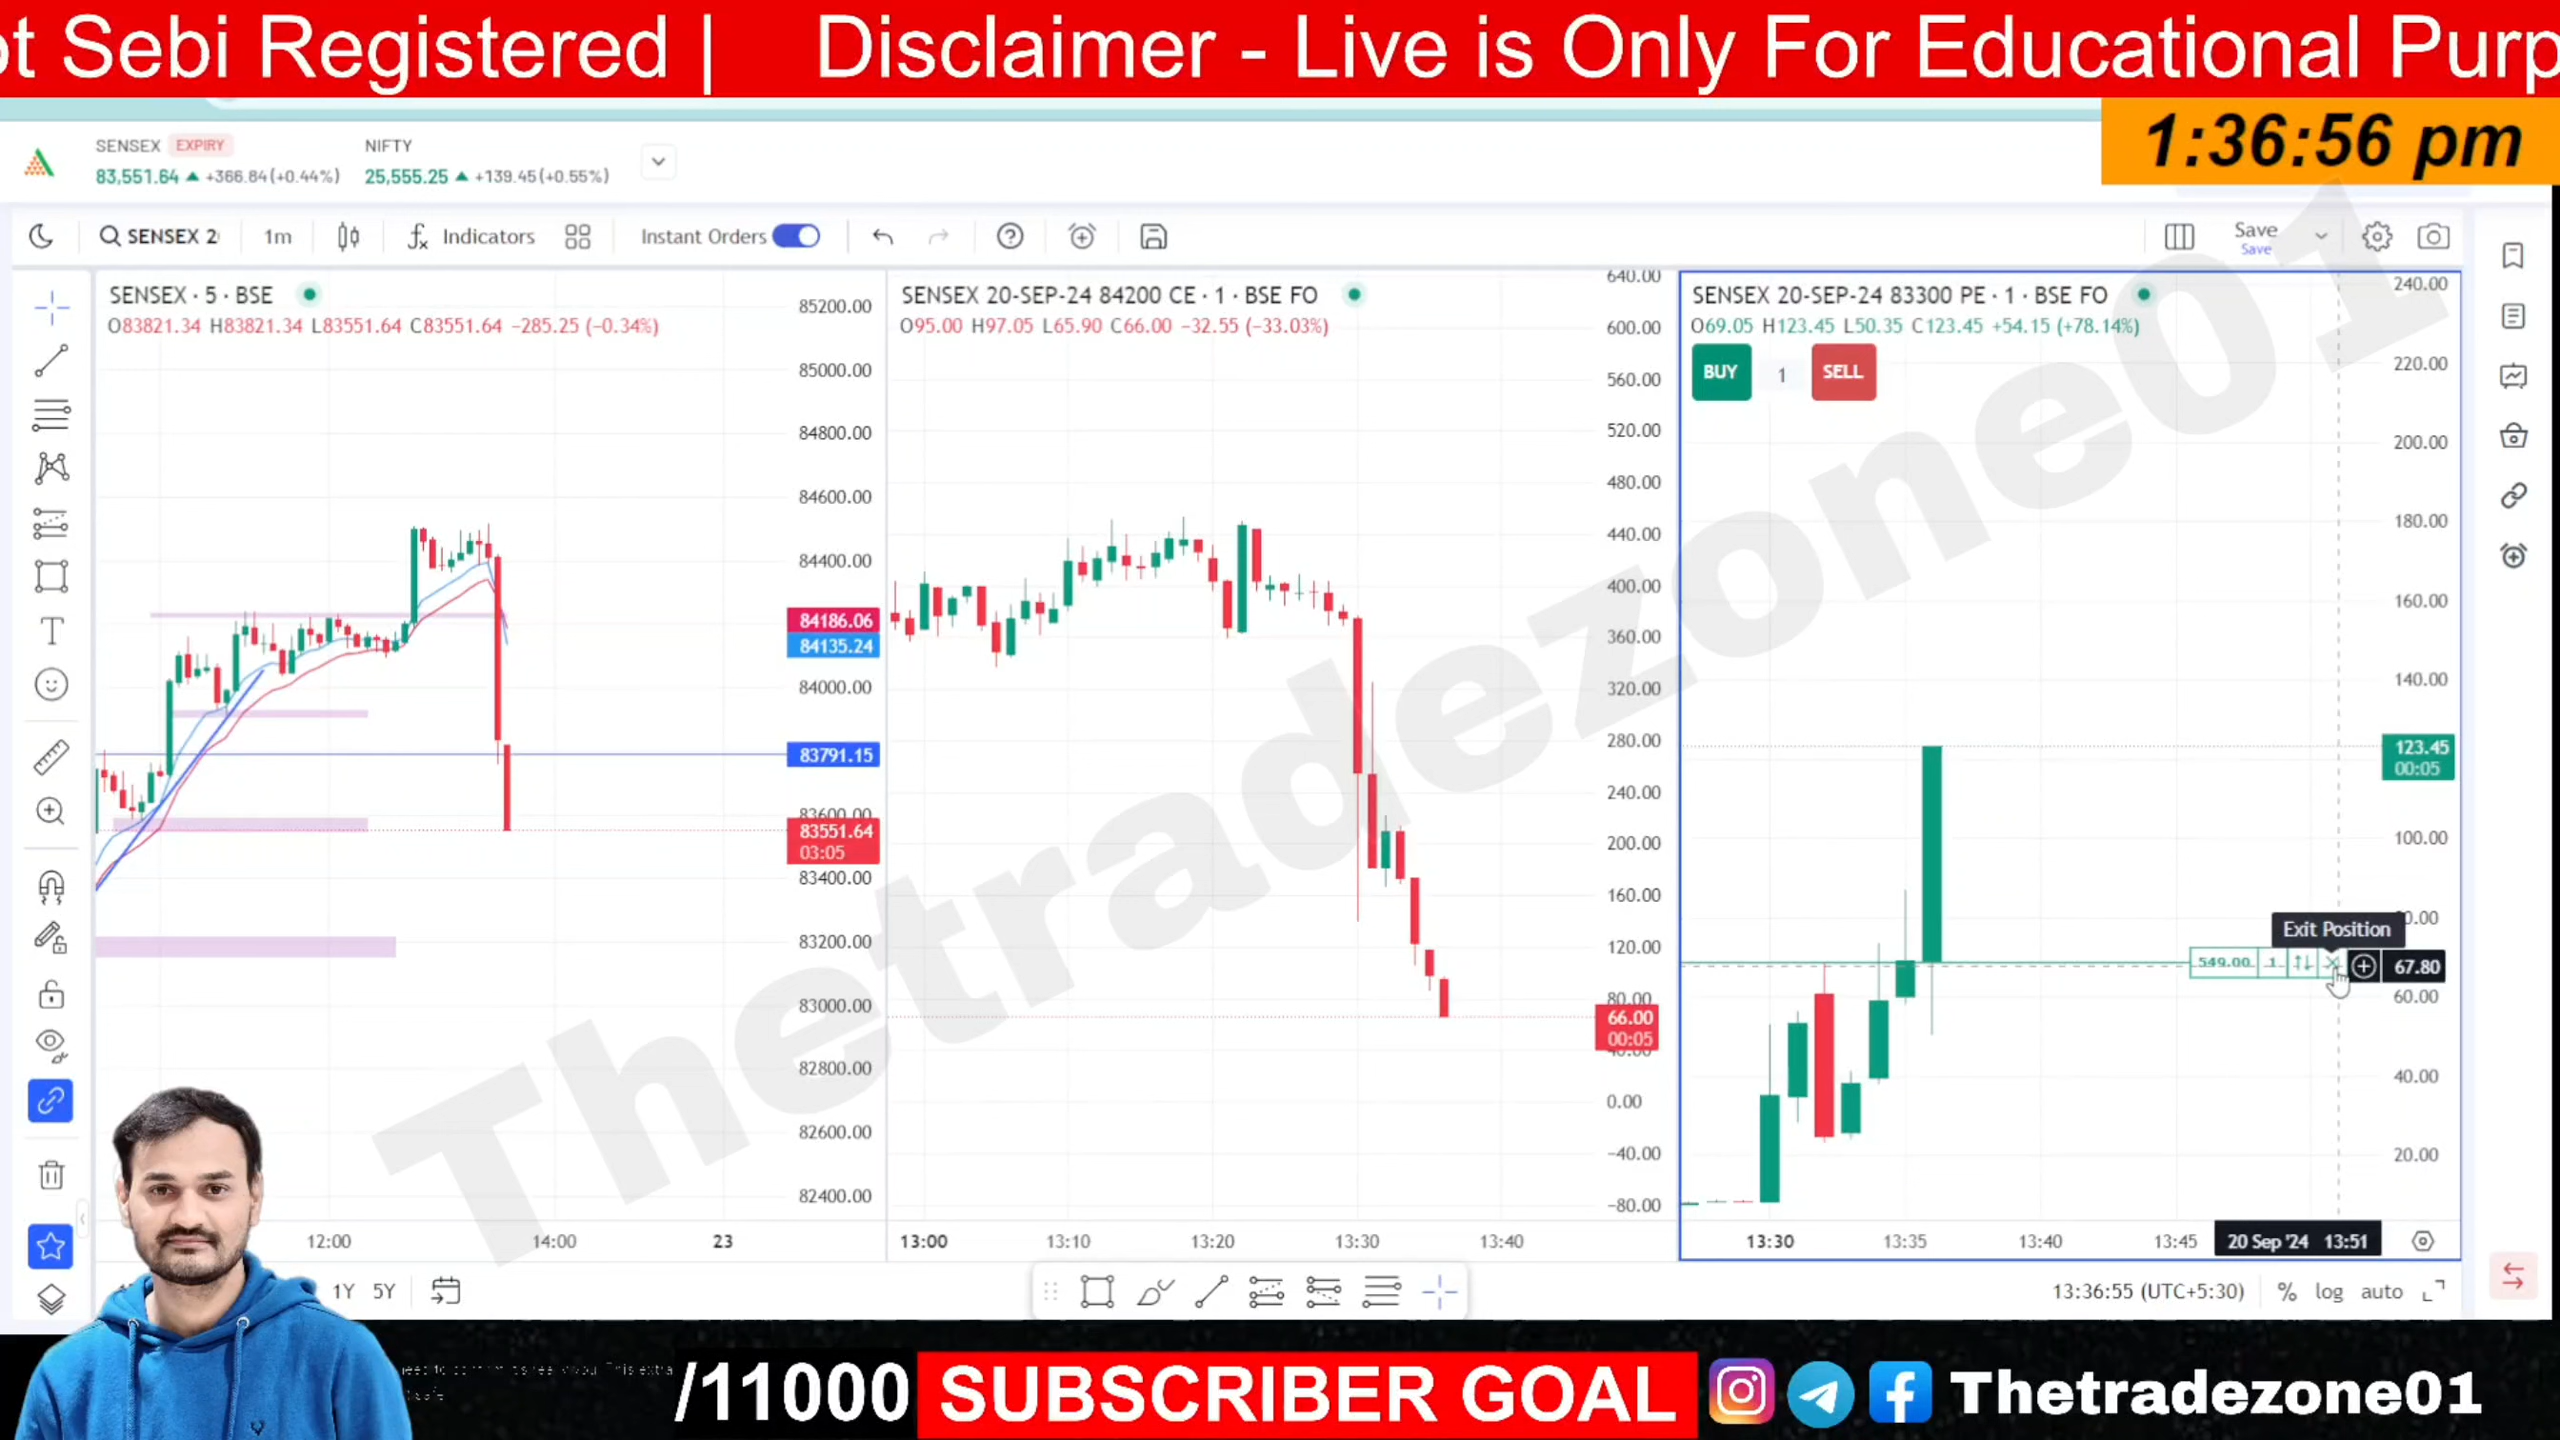 ot Sebi Registered | Disclaimer - Live is Only For Educational Purp
1:36:56 pm
SENSEX EXPIRY NIFTY
83,551.64 +366.84(+0.44%) 25,555.25 +139.45(+0.55%)
SENSEX 2 1m Indicators Instant Orders Save
Save
SENSEX · 5 · BSE
O83821.34 H83821.34 L83551.64 C83551.64 −285.25 (−0.34%)
85200.00
85000.00
84800.00
84600.00
84400.00
84186.06
84135.24
84000.00
83791.15
83600.00
83551.64
03:05
83400.00
83200.00
83000.00
82800.00
82600.00
82400.00
12:00 14:00 23
SENSEX 20-SEP-24 84200 CE · 1 · BSE FO
O95.00 H97.05 L65.90 C66.00 −32.55 (−33.03%)
640.00
600.00
560.00
520.00
480.00
440.00
400.00
360.00
320.00
280.00
240.00
200.00
160.00
120.00
80.00
66.00
00:05
40.00
0.00
−40.00
−80.00
13:00 13:10 13:20 13:30 13:40
SENSEX 20-SEP-24 83300 PE · 1 · BSE FO
O69.05 H123.45 L50.35 C123.45 +54.15 (+78.14%)
BUY 1 SELL
240.00
220.00
200.00
180.00
160.00
140.00
123.45
00:05
100.00
0.00
Exit Position
549.00 1 67.80
60.00
40.00
20.00
13:30 13:35 13:40 13:45 20 Sep '24 13:51
Thetradezone01
1Y 5Y
13:36:55 (UTC+5:30) % log auto
/11000 SUBSCRIBER GOAL Thetradezone01